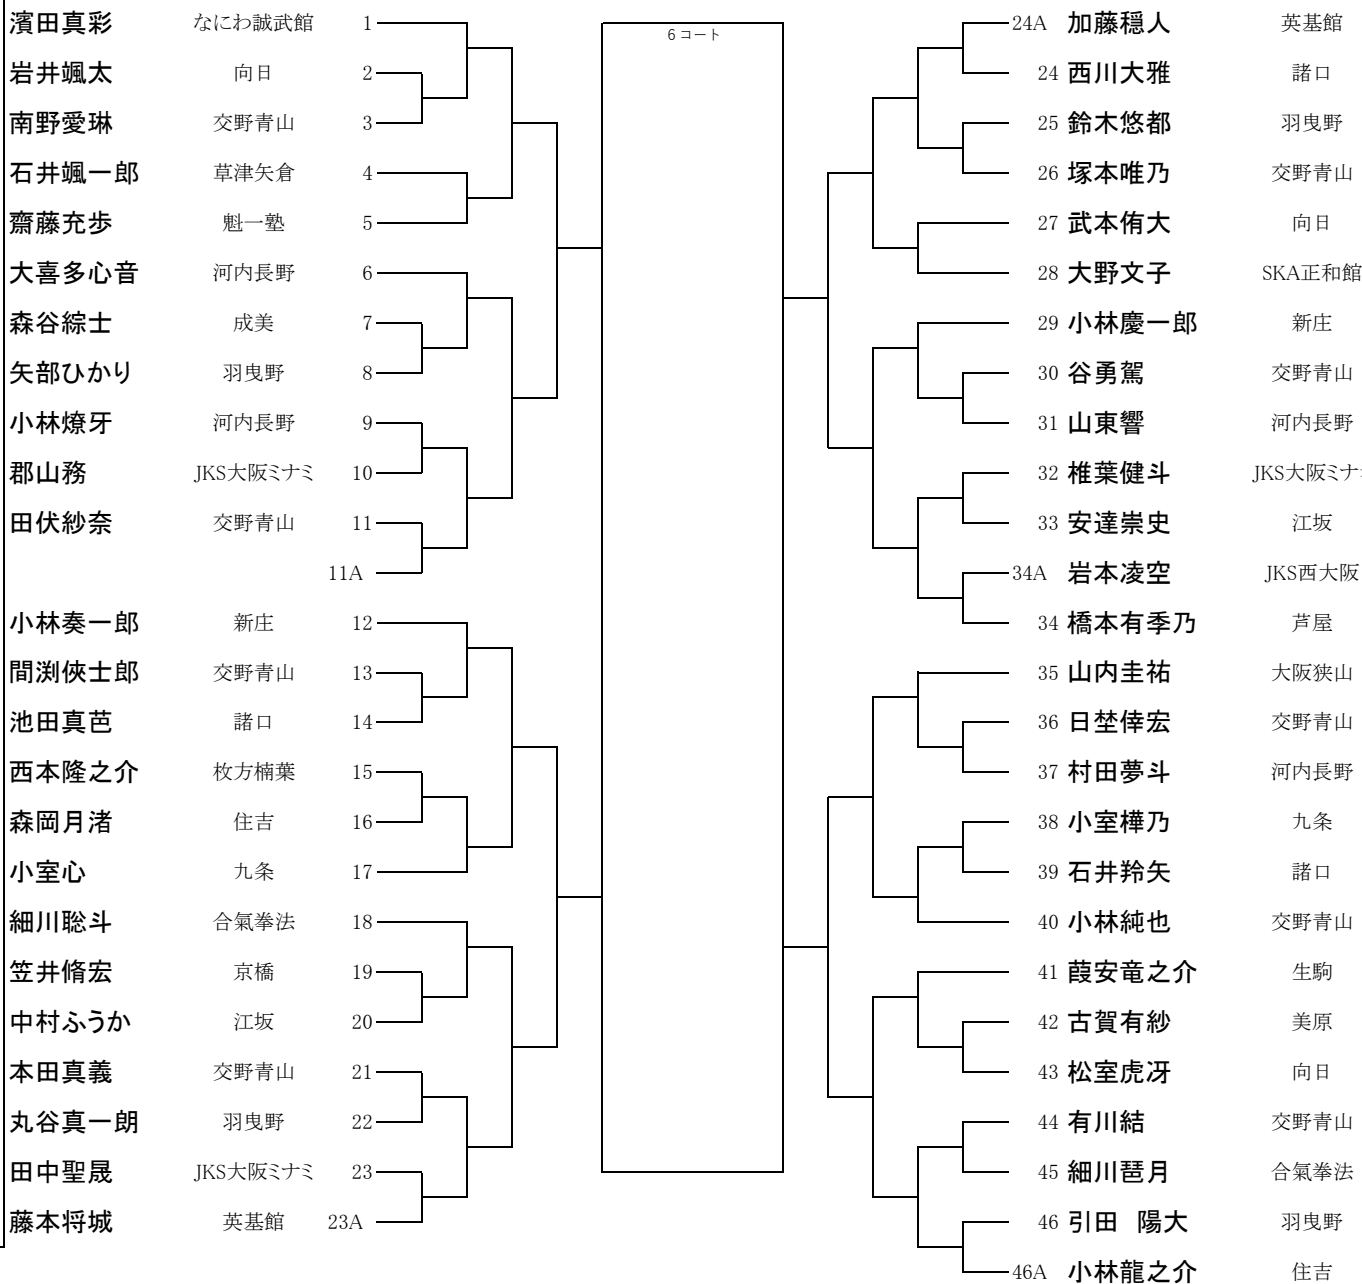 濱田真彩 なにわ誠武館 1
岩井颯太 向日 2
南野愛琳 交野青山 3
石井颯一郎 草津矢倉 4
齋藤充歩 魁一塾 5
大喜多心音 河内長野 6
森谷綜士 成美 7
矢部ひかり 羽曳野 8
小林燎牙 河内長野 9
郡山務 JKS大阪ミナミ 10
田伏紗奈 交野青山 11
11A
小林奏一郎 新庄 12
間渕俠士郎 交野青山 13
池田真芭 諸口 14
西本隆之介 枚方楠葉 15
森岡月渚 住吉 16
小室心 九条 17
細川聡斗 合氣拳法 18
笠井脩宏 京橋 19
中村ふうか 江坂 20
本田真義 交野青山 21
丸谷真一朗 羽曳野 22
田中聖晟 JKS大阪ミナミ 23
藤本将城 英基館 23A
6コート
24A 加藤穏人 英基館
24 西川大雅 諸口
25 鈴木悠都 羽曳野
26 塚本唯乃 交野青山
27 武本侑大 向日
28 大野文子 SKA正和館
29 小林慶一郎 新庄
30 谷勇駕 交野青山
31 山東響 河内長野
32 椎葉健斗 JKS大阪ミナ
33 安達崇史 江坂
34A 岩本凌空 JKS西大阪
34 橋本有季乃 芦屋
35 山内圭祐 大阪狭山
36 日埜倖宏 交野青山
37 村田夢斗 河内長野
38 小室樺乃 九条
39 石井羚矢 諸口
40 小林純也 交野青山
41 葭安竜之介 生駒
42 古賀有紗 美原
43 松室虎冴 向日
44 有川結 交野青山
45 細川琶月 合氣拳法
46 引田 陽大 羽曳野
46A 小林龍之介 住吉